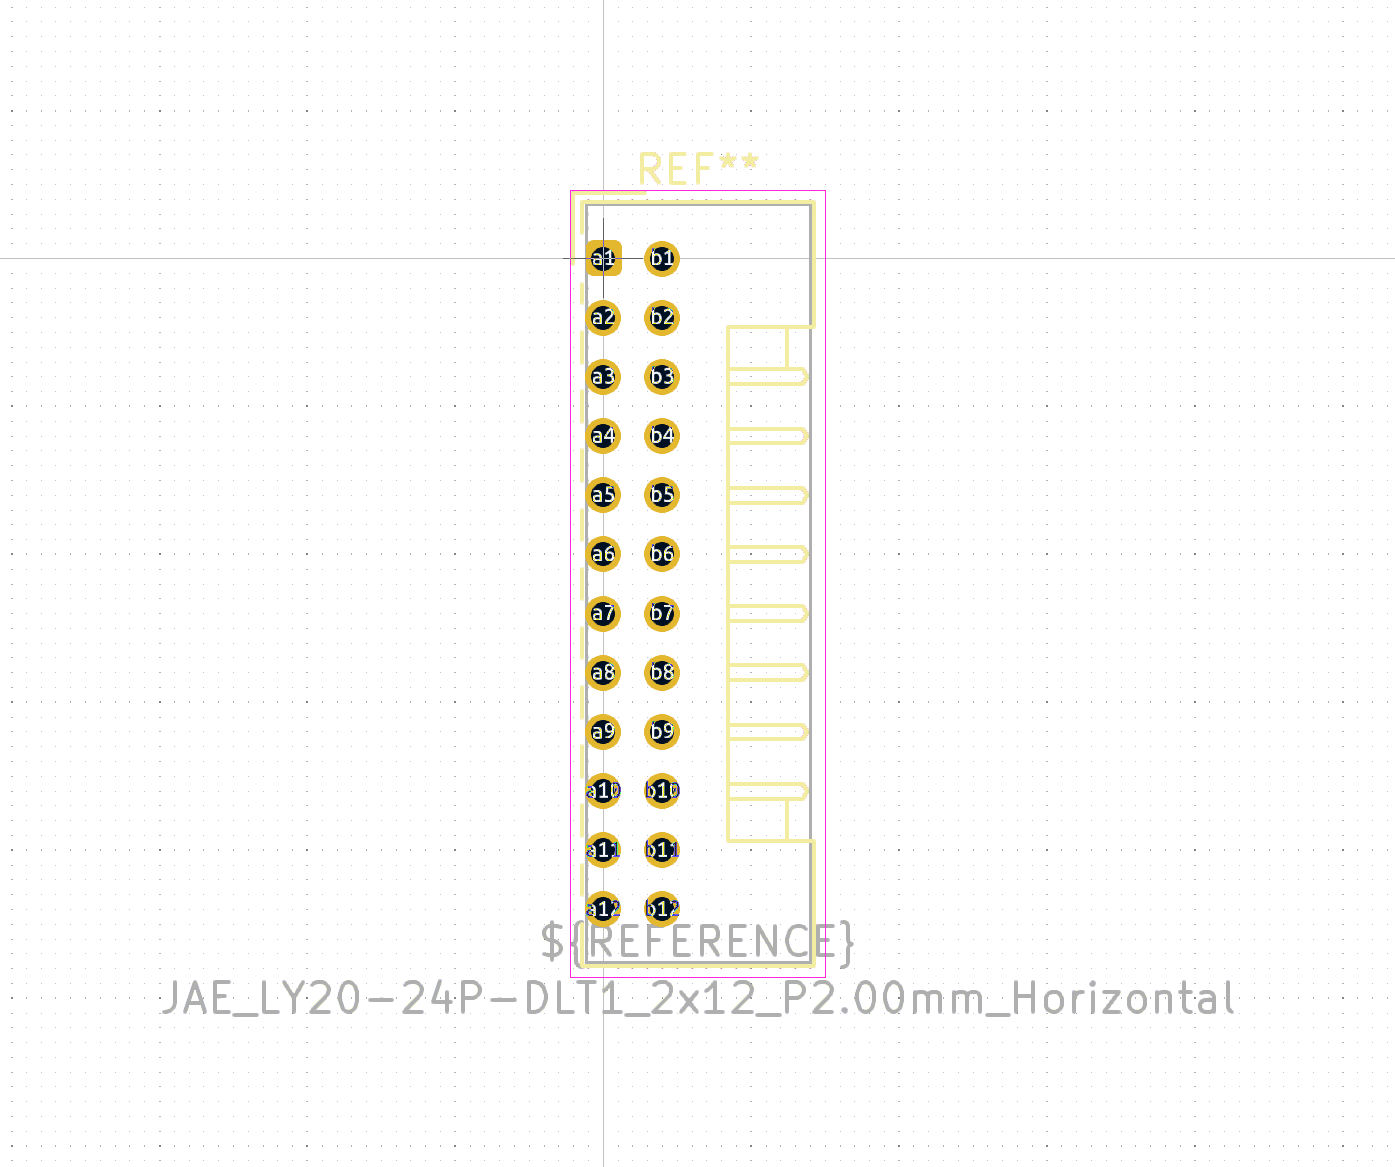 REF**
a1 b1
a2 b2
a3 b3
a4 b4
a5 b5
a6 b6
a7 b7
a8 b8
a9 b9
a10 b10
a11 b11
a12 b12
${REFERENCE}
JAE_LY20-24P-DLT1_2x12_P2.00mm_Horizontal